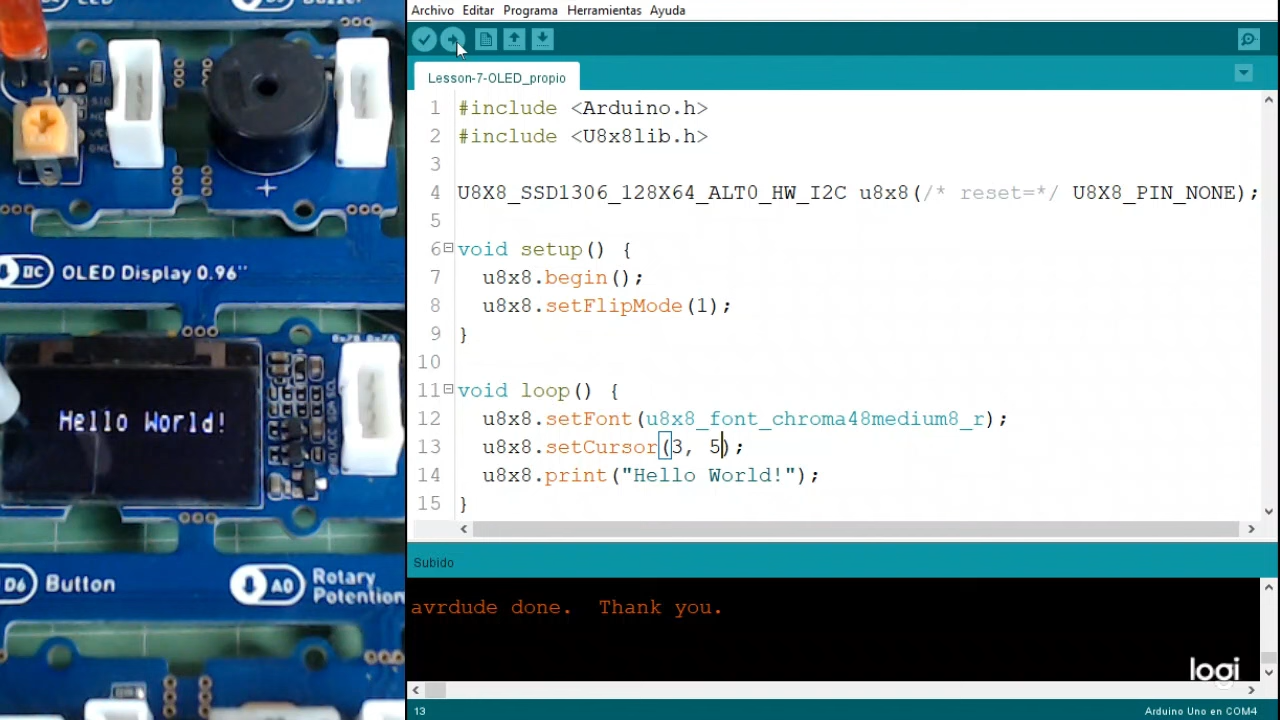 Archivo Editar Programa Herramientas Ayuda
Lesson-7-OLED_propio
1 #include <Arduino.h>
2 #include <U8x8lib.h>
3
4 U8X8_SSD1306_128X64_ALT0_HW_I2C u8x8(/* reset=*/ U8X8_PIN_NONE);
5
6 void setup() {
7 u8x8.begin();
8 u8x8.setFlipMode(1);
9 }
10
11 void loop() {
12 u8x8.setFont(u8x8_font_chroma48medium8_r);
13 u8x8.setCursor(3, 5);
14 u8x8.print("Hello World!");
15 }
Subido
avrdude done. Thank you.
logi
13
Arduino Uno en COM4
OLED Display 0.96"
Hello World!
D6 Button
A0 Rotary
Potention